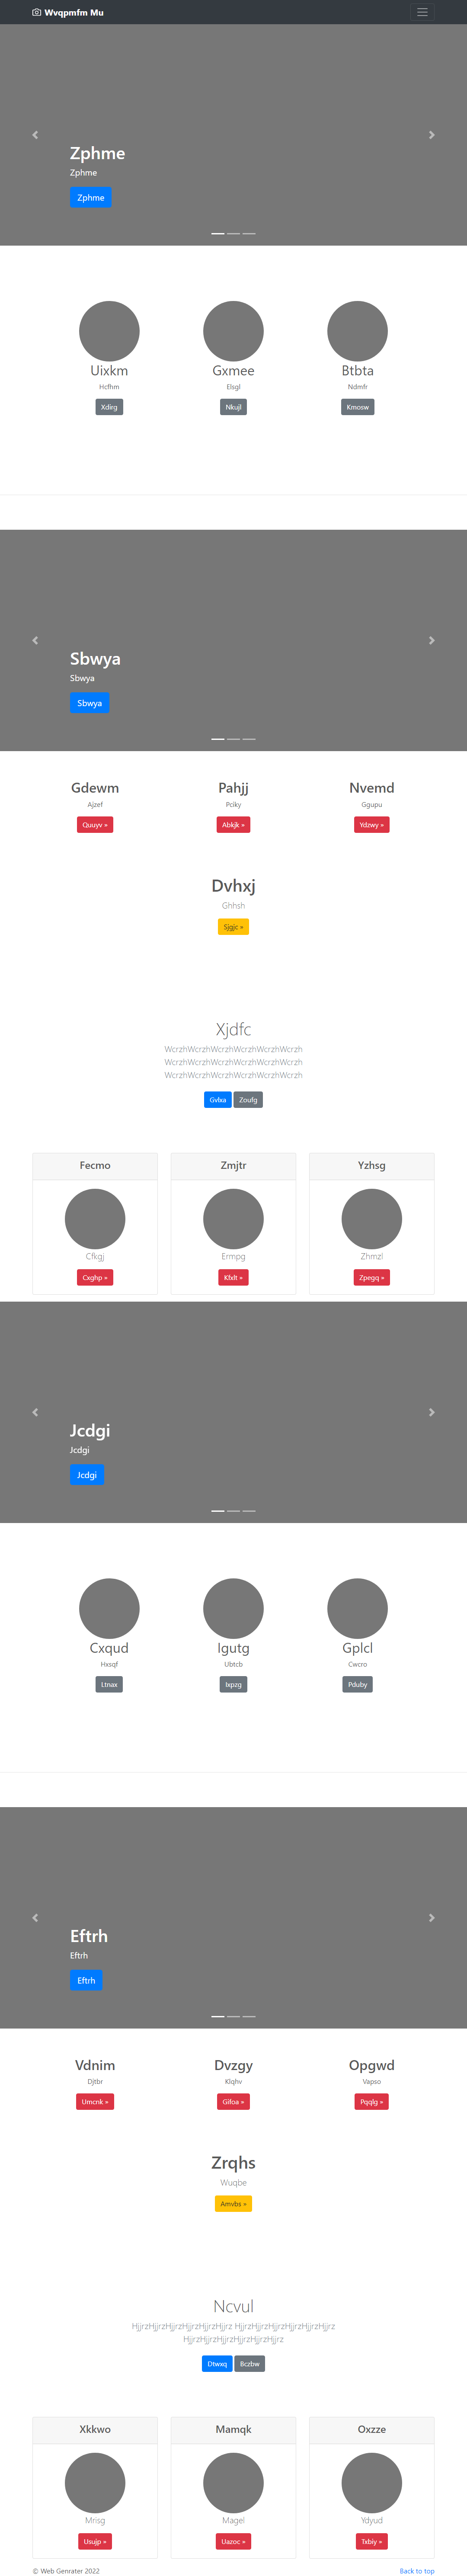 Wvqpmfm Mu
Zphme
Zphme
Zphme
Uixkm Gxmee Btbta
Hcfhm Elsgl Ndmfr
Xdirg Nkujl Kmosw
Sbwya
Sbwya
Sbwya
Gdewm Pahjj Nvemd
Ajzef Pciky Ggupu
Quuyv » Abkjk » Ydzwy »
Dvhxj
Ghhsh
Sjgjc »
Xjdfc
WcrzhWcrzhWcrzhWcrzhWcrzhWcrzh
WcrzhWcrzhWcrzhWcrzhWcrzhWcrzh
WcrzhWcrzhWcrzhWcrzhWcrzhWcrzh
Gvlxa Zoufg
Fecmo Zmjtr Yzhsg
Cfkgj Ermpg Zhmzl
Cxghp » Kfxlt » Zpegq »
Jcdgi
Jcdgi
Jcdgi
Cxqud Igutg Gplcl
Hxsqf Ubtcb Cwcro
Ltnax Ixpzg Pduby
Eftrh
Eftrh
Eftrh
Vdnim Dvzgy Opgwd
Djtbr Klqhv Vapso
Umcnk » Glfoa » Pqqlg »
Zrqhs
Wuqbe
Amvbs »
Ncvul
HjjrzHjjrzHjjrzHjjrzHjjrzHjjrz HjjrzHjjrzHjjrzHjjrzHjjrzHjjrz
HjjrzHjjrzHjjrzHjjrzHjjrzHjjrz
Dtwxq Bczbw
Xkkwo Mamqk Oxzze
Mrisg Magel Ydyud
Usujp » Uazoc » Txbiy »
© Web Genrater 2022 Back to top